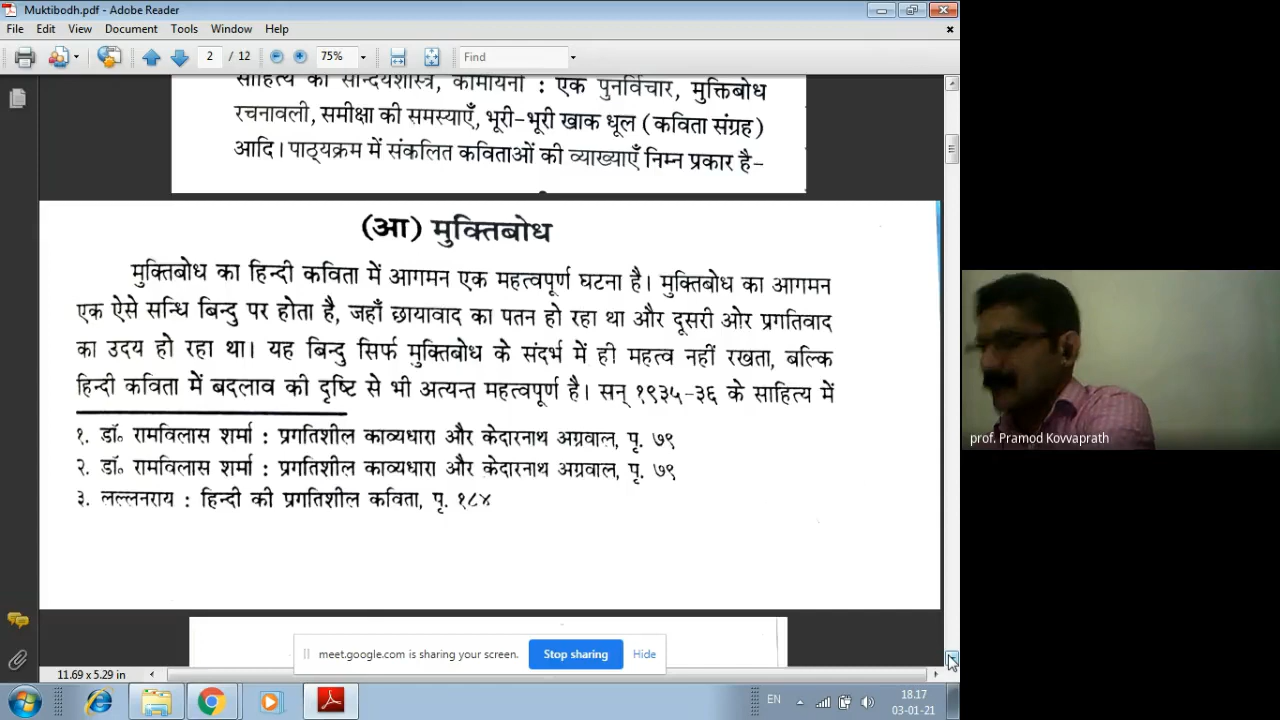 Muktibodh.pdf - Adobe Reader
File Edit View Document Tools Window Help
2 / 12 75% Find
साहित्य का सौन्दर्यशास्त्र, कामायनी : एक पुनर्विचार, मुक्तिबोध
रचनावली, समीक्षा की समस्याएँ, भूरी-भूरी खाक धूल (कविता संग्रह)
आदि। पाठ्यक्रम में संकलित कविताओं की व्याख्याएँ निम्न प्रकार है-
(आ) मुक्तिबोध
मुक्तिबोध का हिन्दी कविता में आगमन एक महत्वपूर्ण घटना है। मुक्तिबोध का आगमन
एक ऐसे सन्धि बिन्दु पर होता है, जहाँ छायावाद का पतन हो रहा था और दूसरी ओर प्रगतिवाद
का उदय हो रहा था। यह बिन्दु सिर्फ मुक्तिबोध के संदर्भ में ही महत्व नहीं रखता, बल्कि
हिन्दी कविता में बदलाव की दृष्टि से भी अत्यन्त महत्वपूर्ण है। सन् १९३५-३६ के साहित्य में
१. डॉ॰ रामविलास शर्मा : प्रगतिशील काव्यधारा और केदारनाथ अग्रवाल, पृ. ७९
२. डॉ॰ रामविलास शर्मा : प्रगतिशील काव्यधारा और केदारनाथ अग्रवाल, पृ. ७९
३. लल्लनराय : हिन्दी की प्रगतिशील कविता, पृ. १८४
prof. Pramod Kovvaprath
meet.google.com is sharing your screen. Stop sharing Hide
11.69 x 5.29 in
EN 18.17
03-01-21